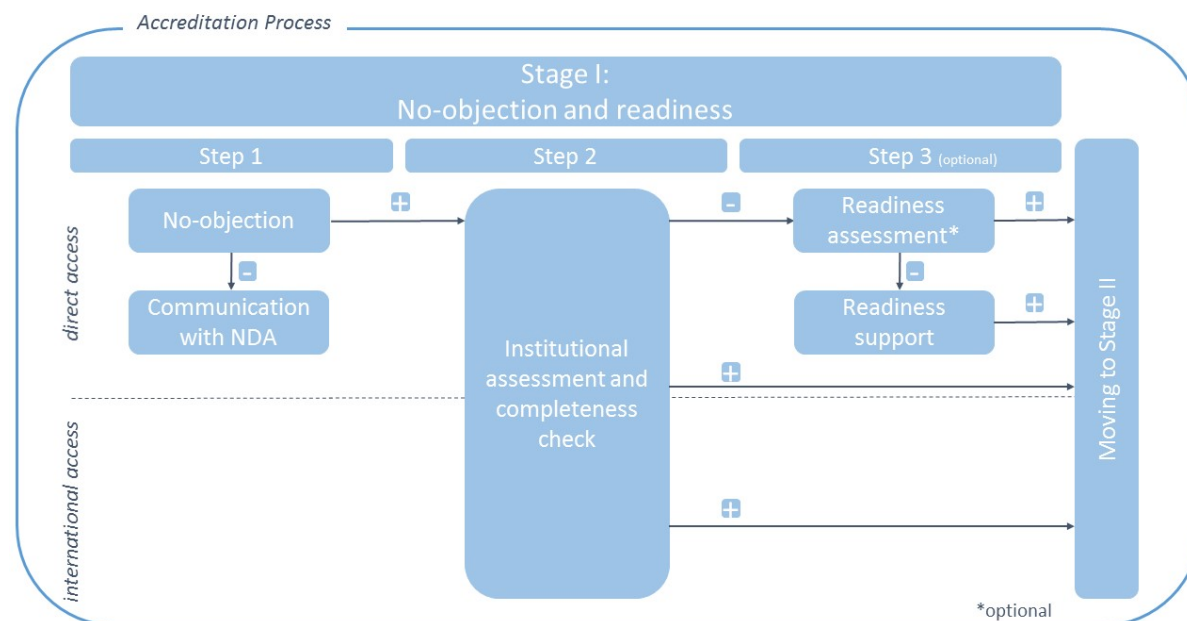 Accreditation Process
Stage I:
No-objection and readiness
Step 1
Step 2
Step 3 (optional)
direct access
No-objection
+
-
Communication
with NDA
Institutional
assessment and
completeness
check
-
Readiness
assessment*
+
-
Readiness
support
+
+
international access
+
Moving to Stage II
*optional